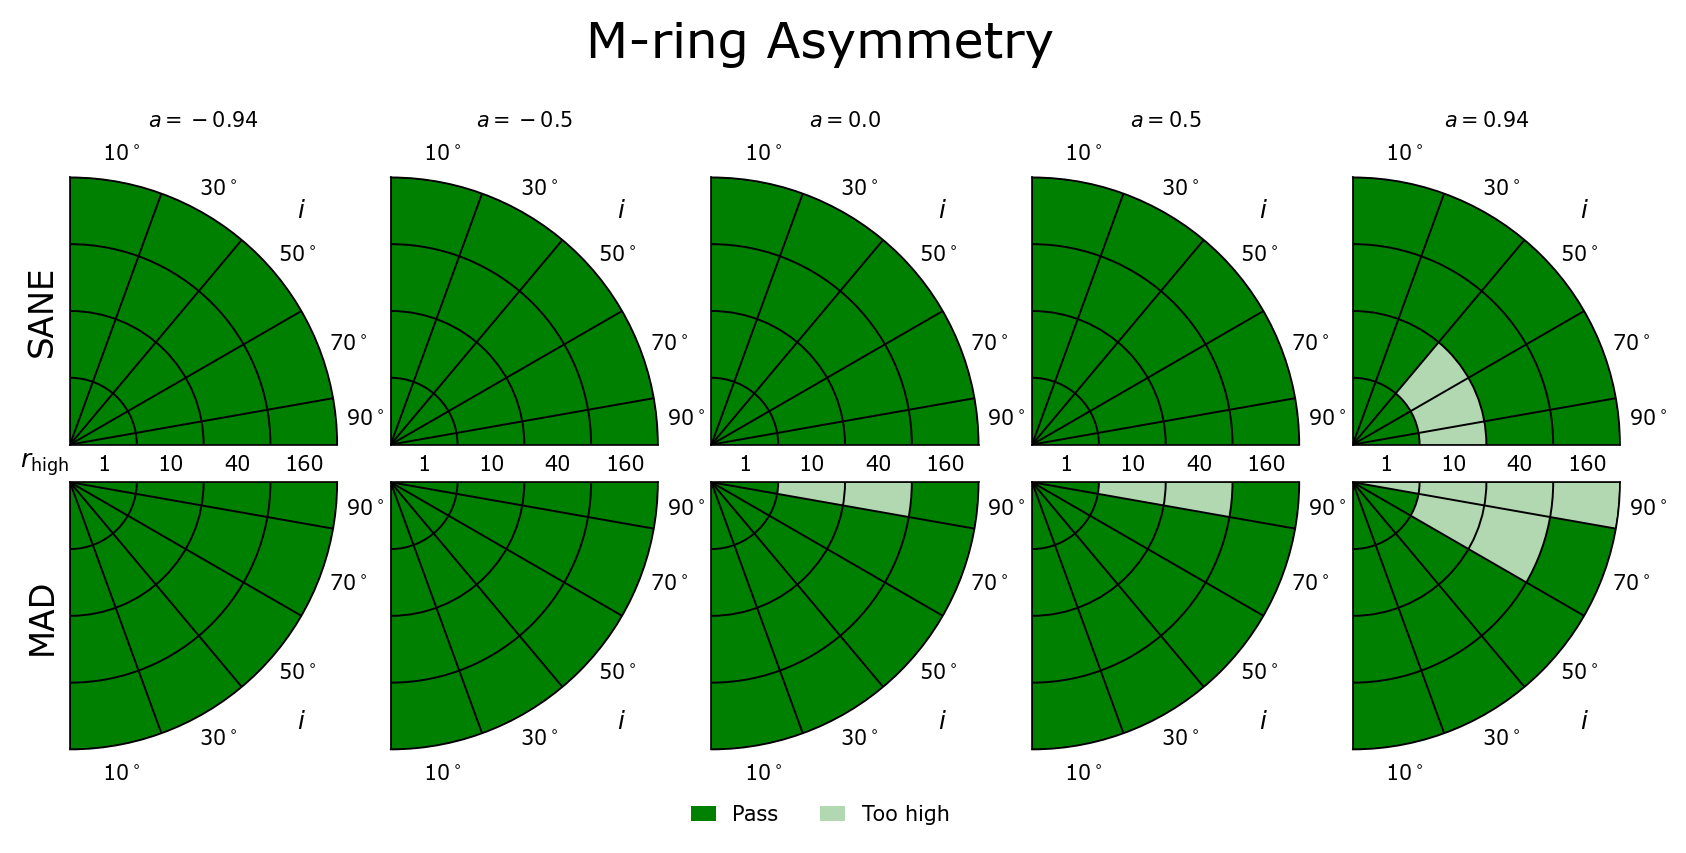 M-ring Asymmetry
a = −0.94 a = −0.5 a = 0.0 a = 0.5 a = 0.94
10° 10° 10° 10° 10°
30° 30° 30° 30° 30°
i i i i i
50° 50° 50° 50° 50°
SANE
70° 70° 70° 70° 70°
90° 90° 90° 90° 90°
r_high 1 10 40 160 1 10 40 160 1 10 40 160 1 10 40 160 1 10 40 160
90° 90° 90° 90° 90°
70° 70° 70° 70° 70°
MAD
50° 50° 50° 50° 50°
i i i i i
30° 30° 30° 30° 30°
10° 10° 10° 10° 10°
Pass Too high